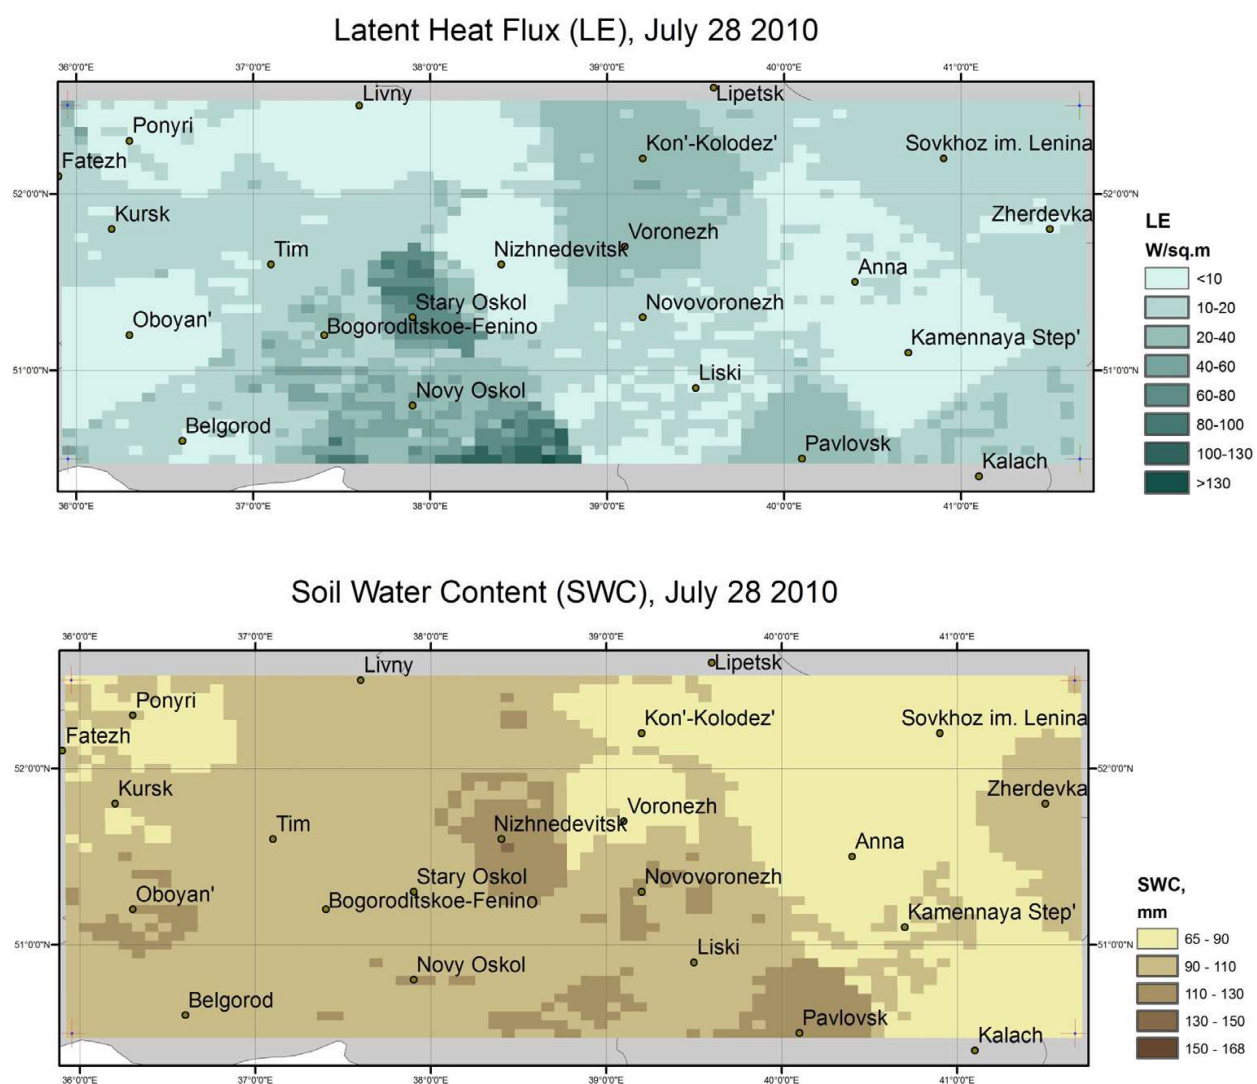 Latent Heat Flux (LE), July 28 2010
36°0'0"E 37°0'0"E 38°0'0"E 39°0'0"E 40°0'0"E 41°0'0"E
Livny Lipetsk
Ponyri Kon'-Kolodez' Sovkhoz im. Lenina
Fatezh
52°0'0"N 52°0'0"N
Kursk Zherdevka
Voronezh
Tim Nizhnedevitsk
Anna
Stary Oskol Novovoronezh
Oboyan' Bogoroditskoe-Fenino
Kamennaya Step'
51°0'0"N 51°0'0"N
Liski
Novy Oskol
Belgorod
Pavlovsk
Kalach
36°0'0"E 37°0'0"E 38°0'0"E 39°0'0"E 40°0'0"E 41°0'0"E
LE
W/sq.m
<10
10-20
20-40
40-60
60-80
80-100
100-130
>130
Soil Water Content (SWC), July 28 2010
36°0'0"E 37°0'0"E 38°0'0"E 39°0'0"E 40°0'0"E 41°0'0"E
Livny Lipetsk
Ponyri Kon'-Kolodez' Sovkhoz im. Lenina
Fatezh
52°0'0"N 52°0'0"N
Kursk Zherdevka
Voronezh
Tim Nizhnedevitsk
Anna
Stary Oskol Novovoronezh
Oboyan' Bogoroditskoe-Fenino
Kamennaya Step'
51°0'0"N 51°0'0"N
Liski
Novy Oskol
Belgorod
Pavlovsk
Kalach
36°0'0"E 37°0'0"E 38°0'0"E 39°0'0"E 40°0'0"E 41°0'0"E
SWC,
mm
65 - 90
90 - 110
110 - 130
130 - 150
150 - 168